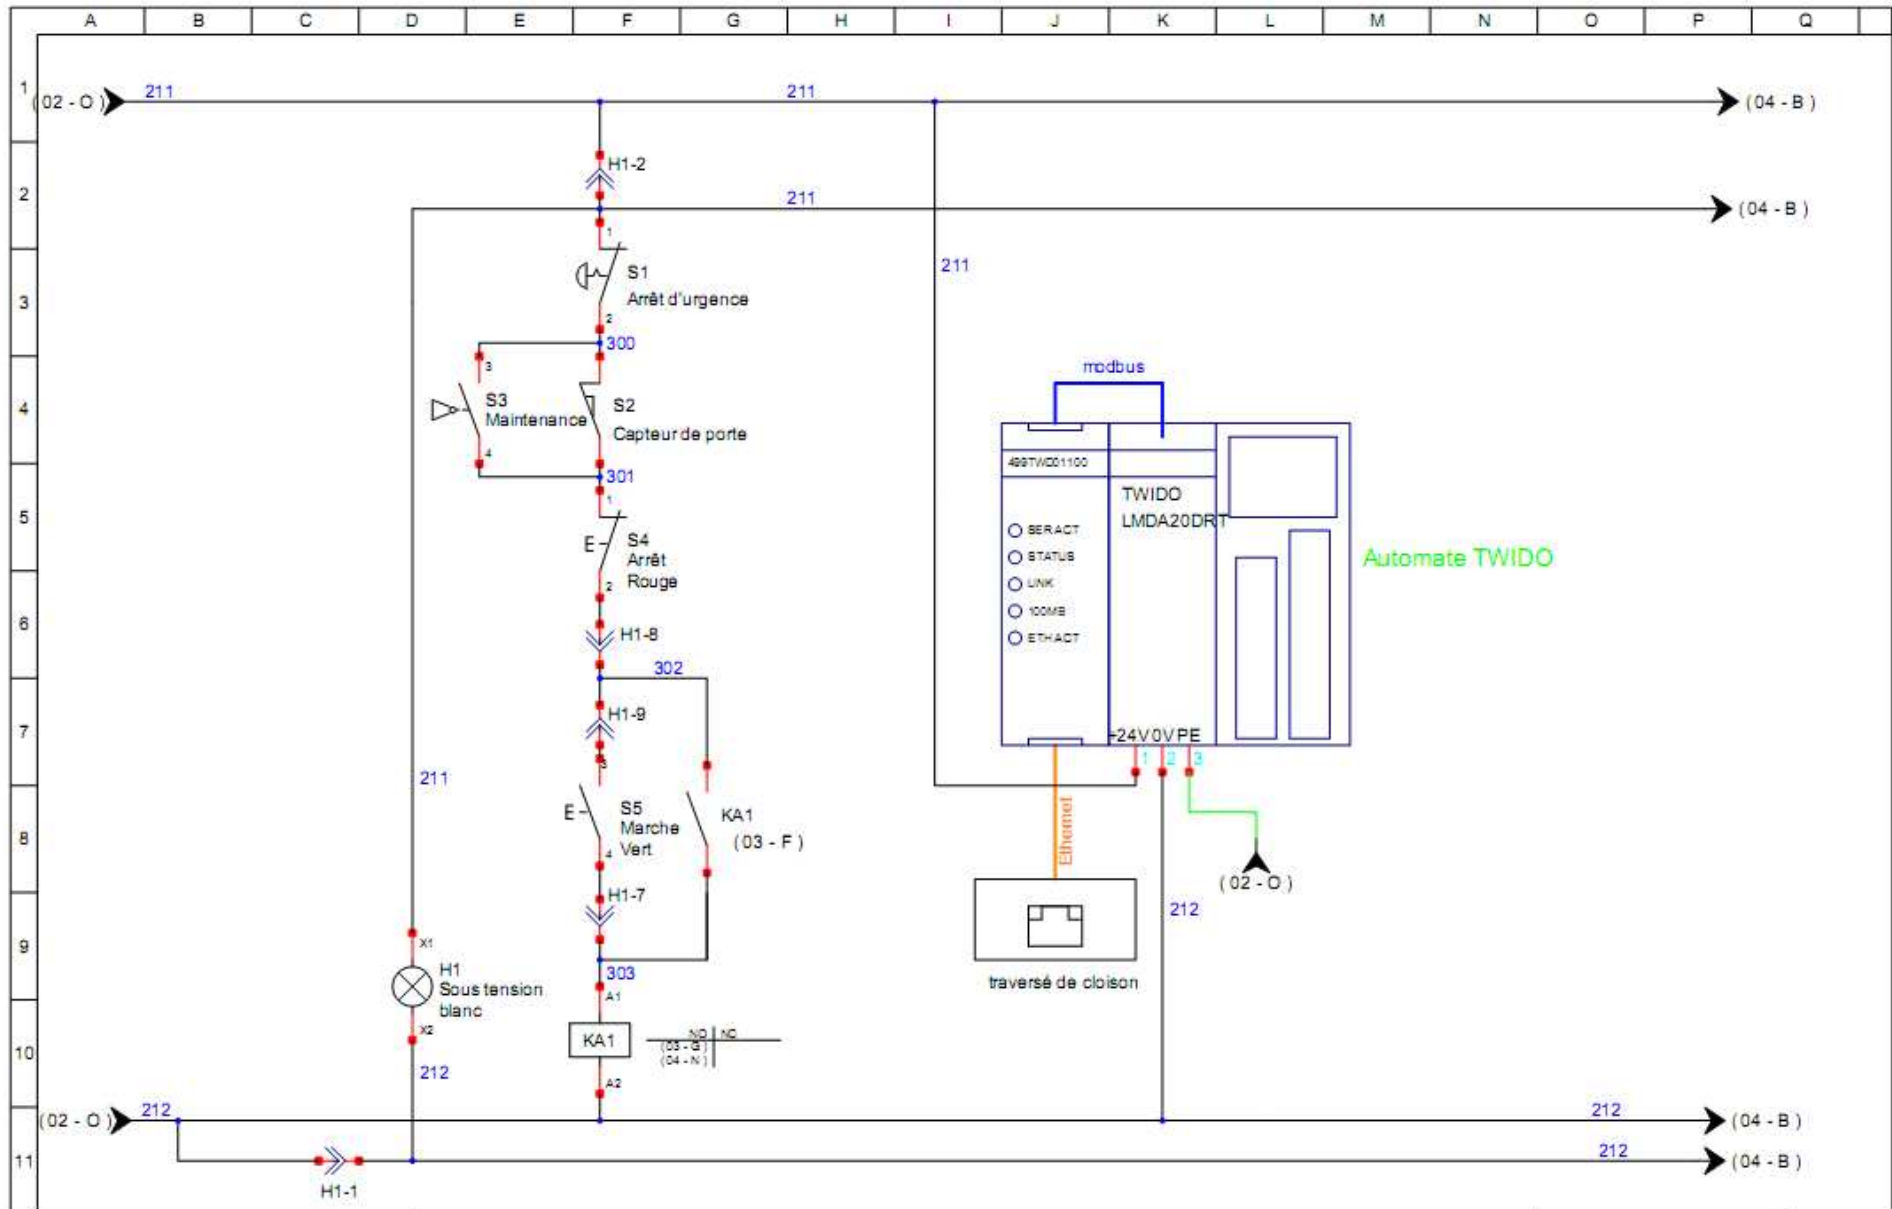 A B C D E F G H I J K L M N O P Q
1
(02 - O) 211 211 (04 - B)
H1-2
2
211 (04 - B)
1
S1
211
3
Arrêt d'urgence
2
300
modbus
3
S3
S2
4
Maintenance
Capteur de porte
4
499TWD01100
301
1
TWIDO
5
LMDA20DRT
SERACT
E
S4
Arrêt
Rouge
STATUS
Automate TWIDO
LINK
2
100MB
6
H1-8
ETHACT
302
H1-9
7
+24V 0V PE
3
1 2 3
211
E
S5
Marche
Vert
KA1
(03 - F)
8
Ethernet
4
(02 - O)
H1-7
212
9
X1
303
H1
Sous tension
blanc
traversé de cloison
A1
X2
KA1
NO NC
(03 - G)
(04 - N)
10
212
A2
(02 - O) 212 212 (04 - B)
11
212 (04 - B)
H1-1